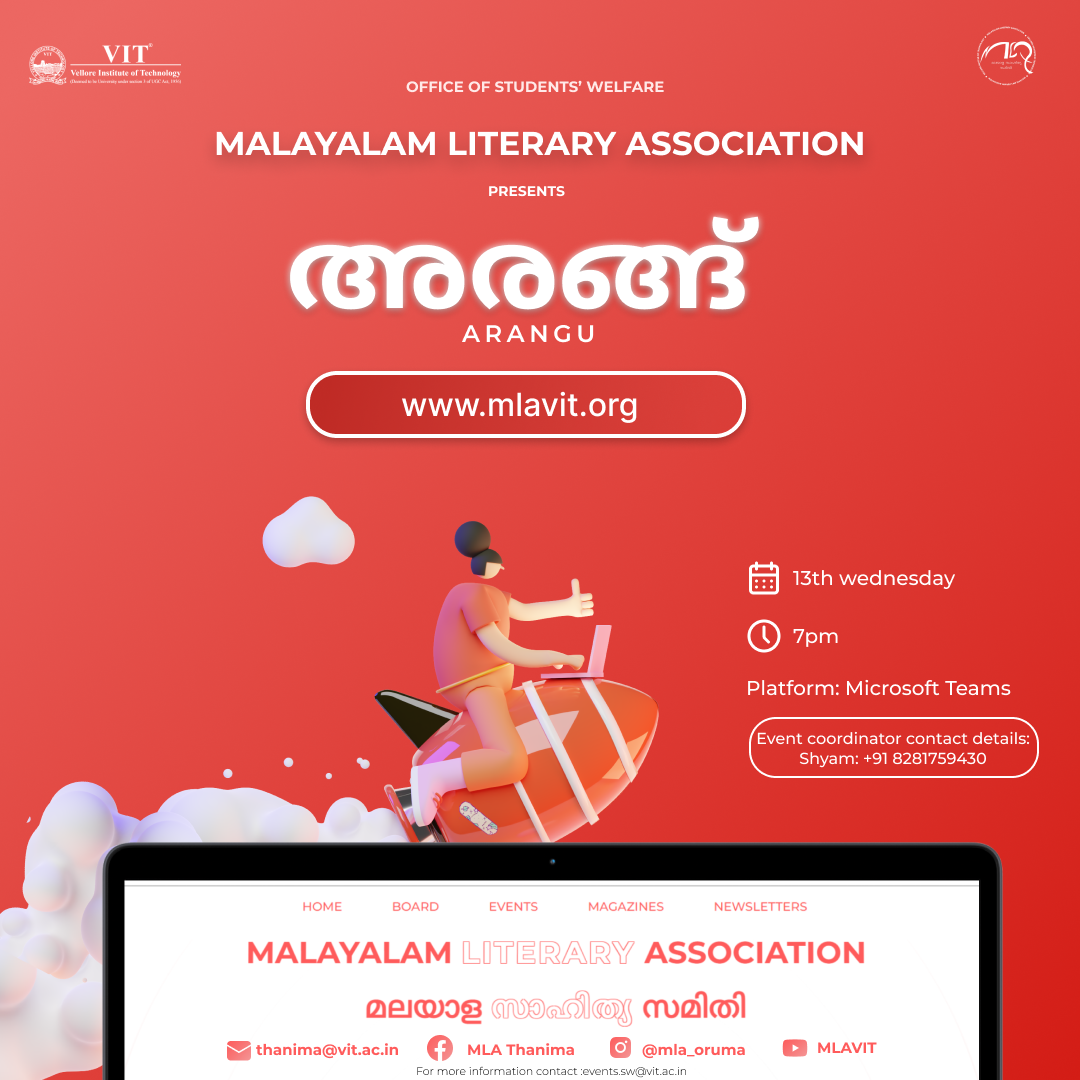 VIT
Vellore Institute of Technology
(Deemed to be University under section 3 of UGC Act, 1956)
OFFICE OF STUDENTS’ WELFARE
MALAYALAM LITERARY ASSOCIATION
PRESENTS
അരങ്ങ്
ARANGU
www.mlavit.org
13th wednesday
7pm
Platform: Microsoft Teams
Event coordinator contact details:
Shyam: +91 8281759430
HOME BOARD EVENTS MAGAZINES NEWSLETTERS
MALAYALAM LITERARY ASSOCIATION
മലയാള സാഹിത്യ സമിതി
thanima@vit.ac.in MLA Thanima @mla_oruma MLAVIT
For more information contact :events.sw@vit.ac.in